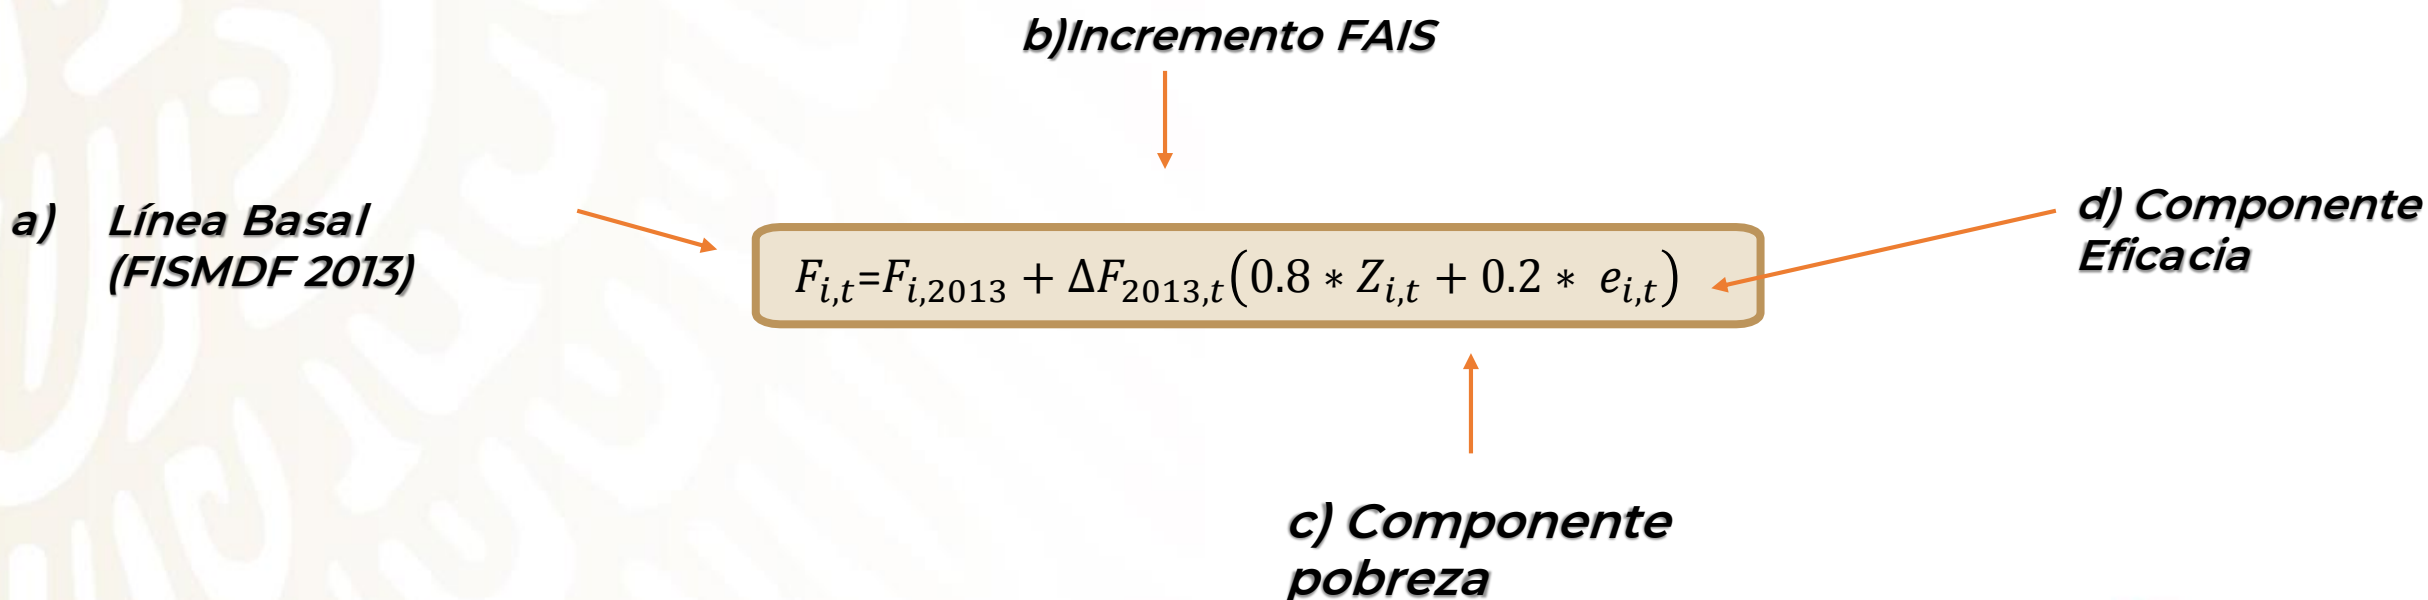 b)Incremento FAIS
a) Línea Basal
(FISMDF 2013)
d) Componente
Eficacia
F_{i,t}=F_{i,2013} + ΔF_{2013,t}(0.8 * Z_{i,t} + 0.2 * e_{i,t})
c) Componente
pobreza